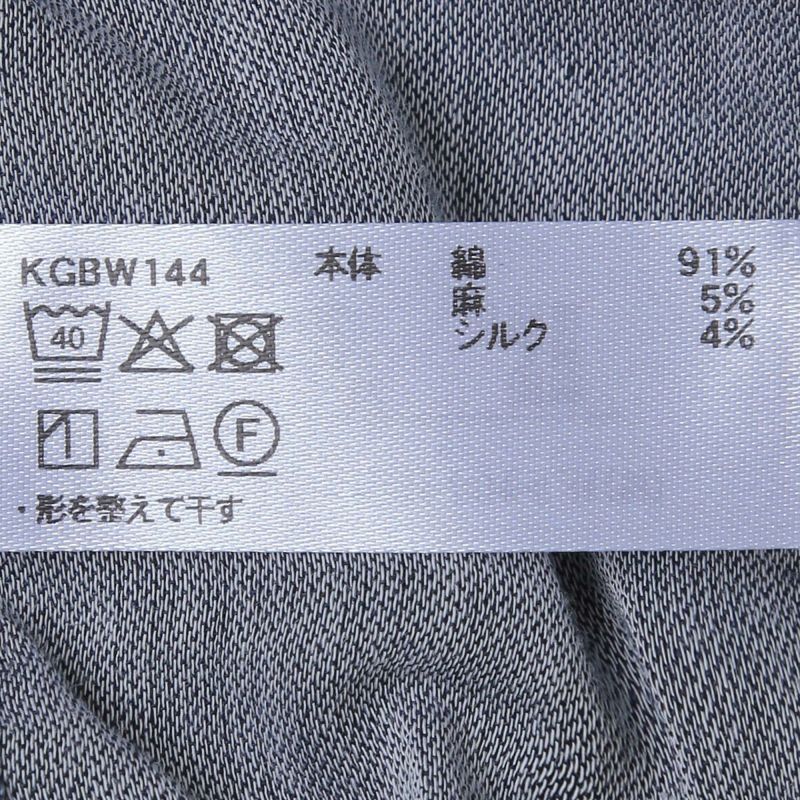 KGBW144 本体 綿 91%
麻 5%
シルク 4%
40
F
・形を整えて干す